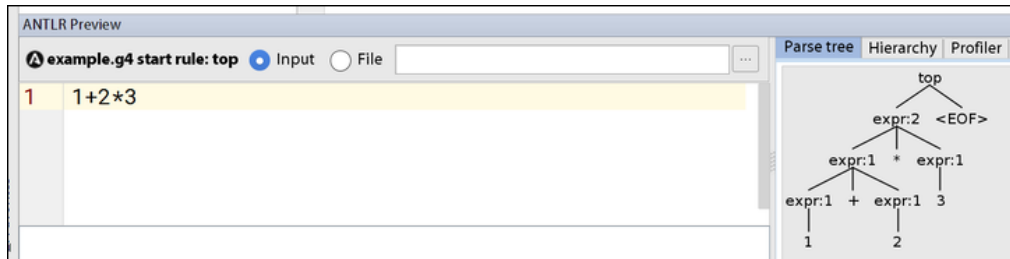 ANTLR Preview
example.g4 start rule: top Input File ...
Parse tree Hierarchy Profiler
1 1+2*3
top
expr:2 <EOF>
expr:1 * expr:1
expr:1 + expr:1 3
1 2